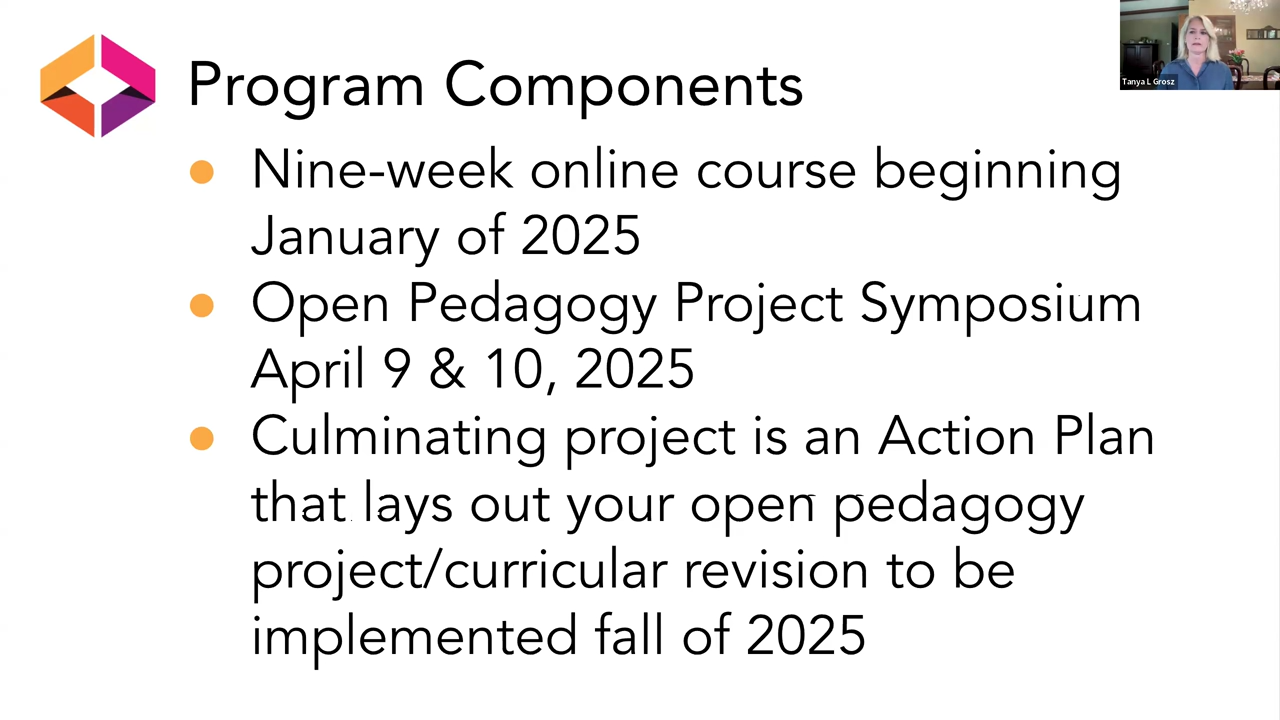 Program Components
Nine-week online course beginning
January of 2025
Open Pedagogy Project Symposium
April 9 & 10, 2025
Culminating project is an Action Plan
that lays out your open pedagogy
project/curricular revision to be
implemented fall of 2025
Tanya L Grosz